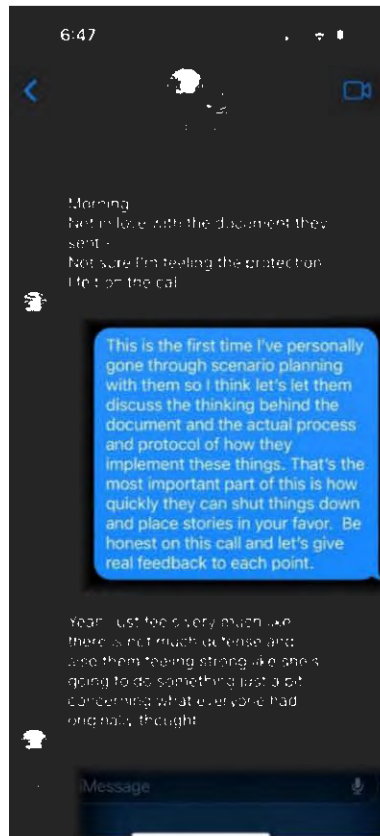 6:47
Morning
Not in love with the document they
sent -
Not sure I'm feeling the protection
I felt on the call
This is the first time I've personally
gone through scenario planning
with them so I think let's let them
discuss the thinking behind the
document and the actual process
and protocol of how they
implement these things. That's the
most important part of this is how
quickly they can shut things down
and place stories in your favor. Be
honest on this call and let's give
real feedback to each point.
Yeah just feels very much like
there is not much defense and
also them feeling strong like she's
going to do something just a bit
concerning what everyone had
originally thought
iMessage